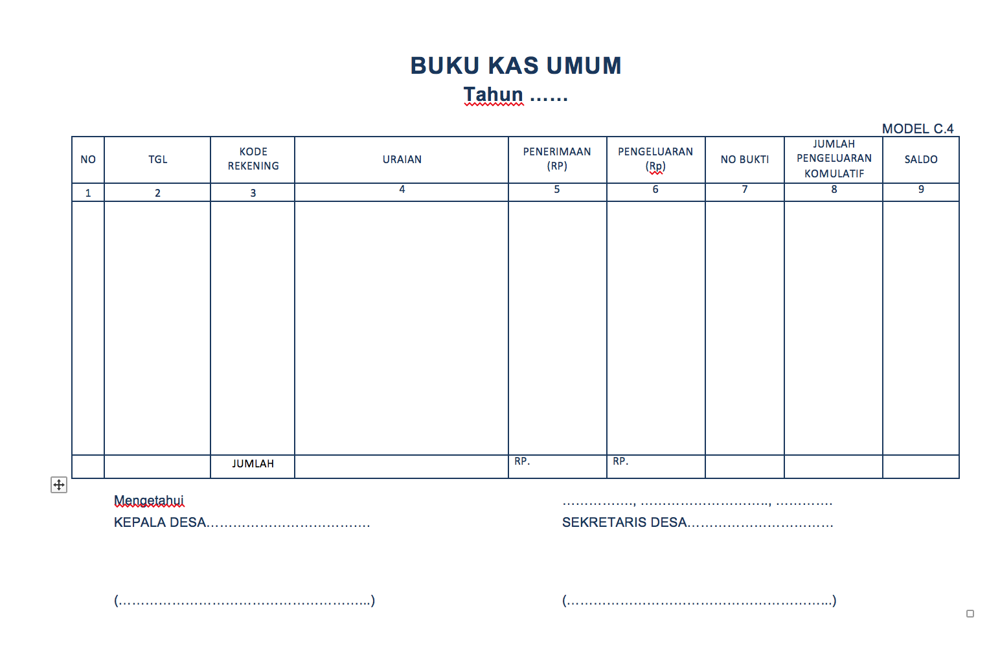 BUKU KAS UMUM
Tahun ......
MODEL C.4
NO
TGL
KODE
REKENING
URAIAN
PENERIMAAN
(RP)
PENGELUARAN
(Rp)
NO BUKTI
JUMLAH
PENGELUARAN
KOMULATIF
SALDO
1 2 3 4 5 6 7 8 9
JUMLAH RP. RP.
Mengetahui
KEPALA DESA……………………………….
……………., ……………………….., ………….
SEKRETARIS DESA……………………………
(………………………………………………...)
(…………………………………………………...)